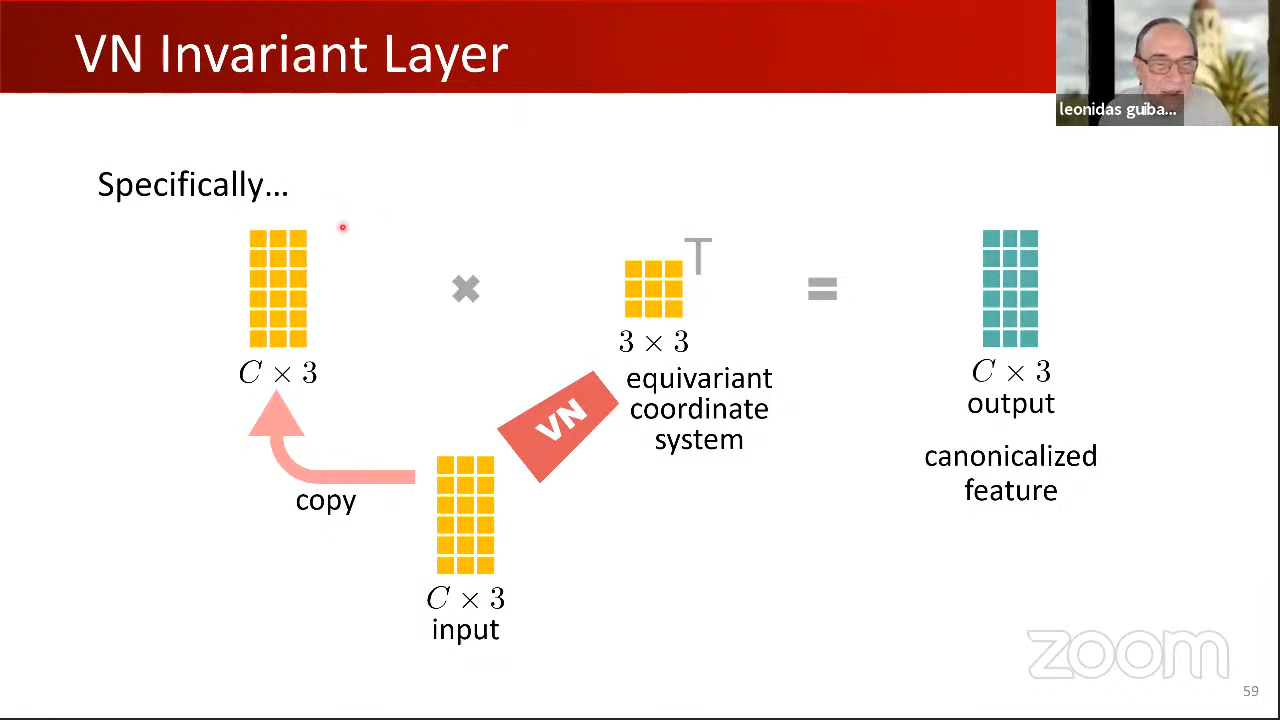 VN Invariant Layer
leonidas guiba...
Specifically...
T
C × 3
3 × 3
equivariant
coordinate
system
VN
copy
C × 3
input
C × 3
output
canonicalized
feature
zoom
59